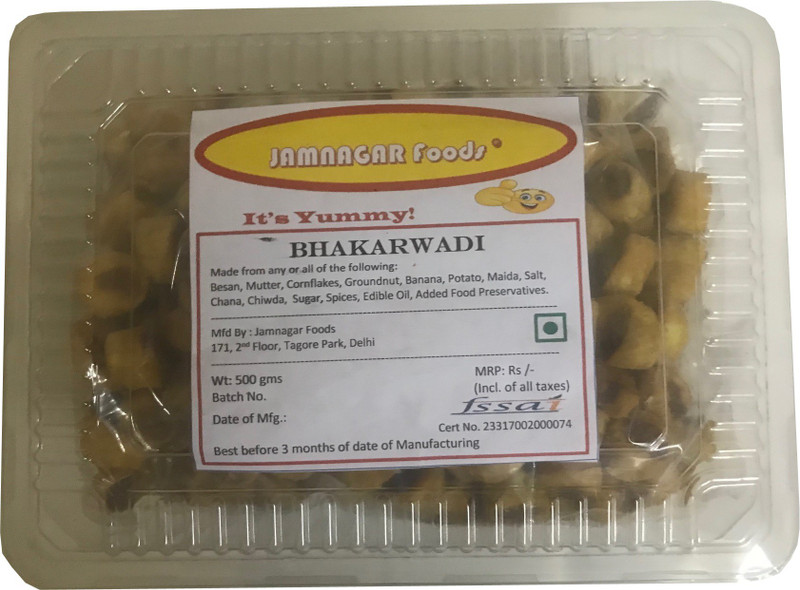 JAMNAGAR Foods
It's Yummy!
BHAKARWADI
Made from any or all of the following:
Besan, Mutter, Cornflakes, Groundnut, Banana, Potato, Maida, Salt,
Chana, Chiwda, Sugar, Spices, Edible Oil, Added Food Preservatives.
Mfd By : Jamnagar Foods
171, 2nd Floor, Tagore Park, Delhi
Wt: 500 gms
Batch No.
MRP: Rs /-
(Incl. of all taxes)
fssai
Date of Mfg.:
Cert No. 23317002000074
Best before 3 months of date of Manufacturing